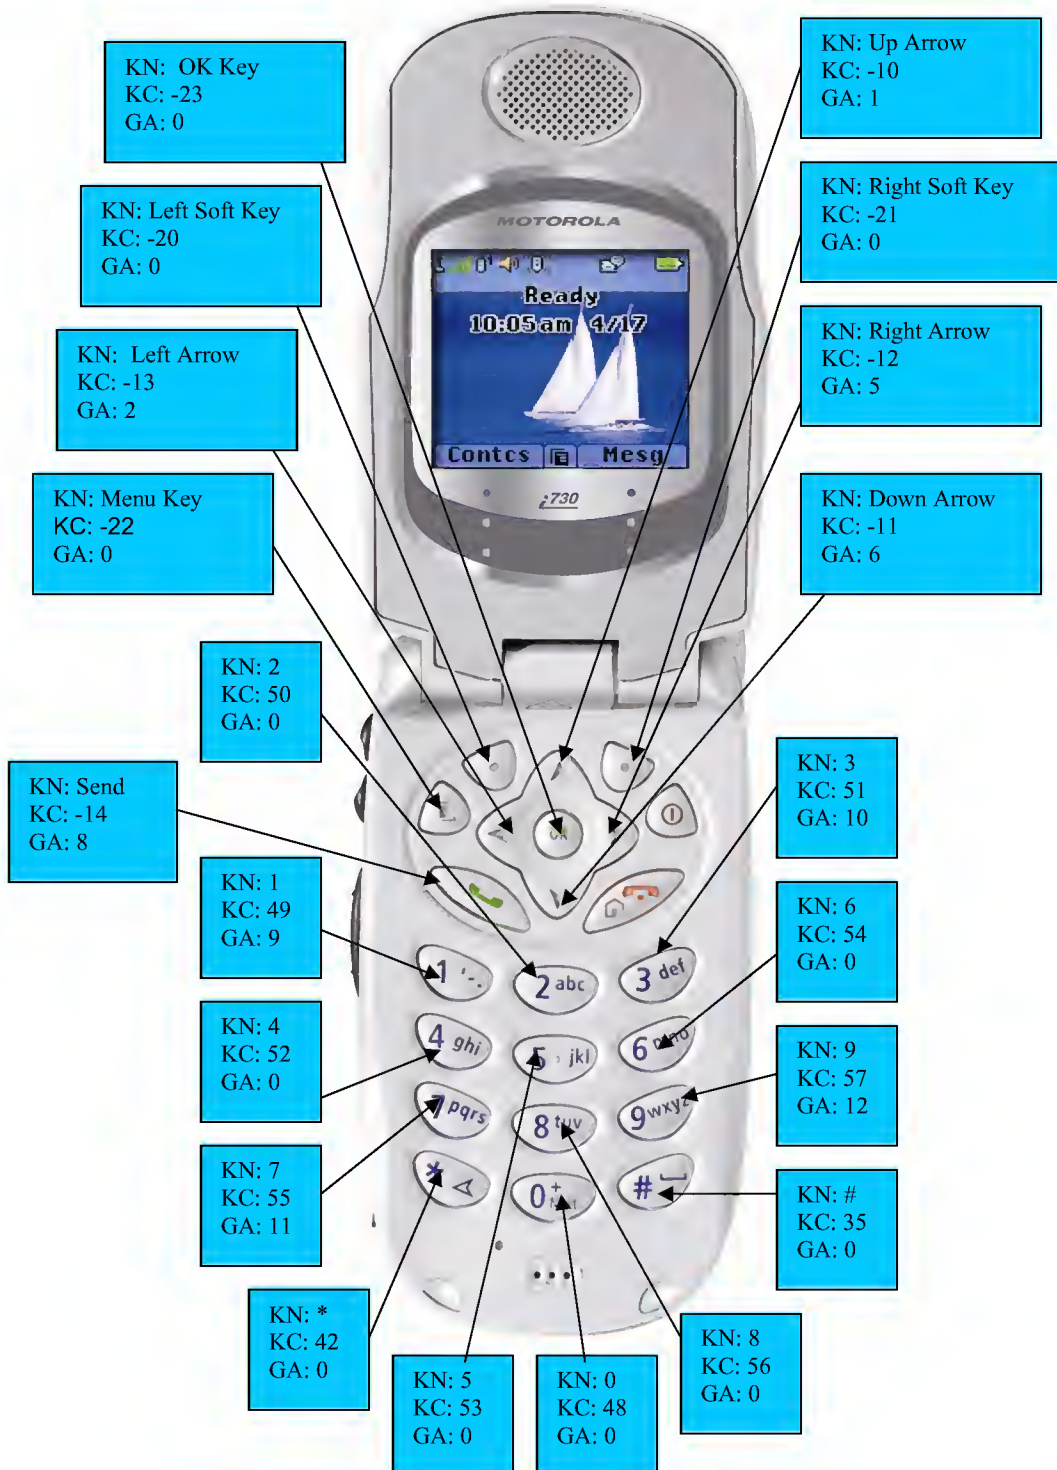 KN: OK Key
KC: -23
GA: 0
KN: Up Arrow
KC: -10
GA: 1
KN: Left Soft Key
KC: -20
GA: 0
KN: Right Soft Key
KC: -21
GA: 0
MOTOROLA
Ready
10:05am 4/17
Contcs Mesg
i730
KN: Left Arrow
KC: -13
GA: 2
KN: Right Arrow
KC: -12
GA: 5
KN: Menu Key
KC: -22
GA: 0
KN: Down Arrow
KC: -11
GA: 6
KN: 2
KC: 50
GA: 0
KN: Send
KC: -14
GA: 8
KN: 3
KC: 51
GA: 10
OK
KN: 1
KC: 49
GA: 9
KN: 6
KC: 54
GA: 0
1 '-.
2 abc
3 def
KN: 4
KC: 52
GA: 0
4 ghi
5 jkl
6
KN: 9
KC: 57
GA: 12
7 pqrs
8 tuv
9 wxyz
KN: 7
KC: 55
GA: 11
*
0 +
#
KN: #
KC: 35
GA: 0
KN: *
KC: 42
GA: 0
KN: 5
KC: 53
GA: 0
KN: 0
KC: 48
GA: 0
KN: 8
KC: 56
GA: 0